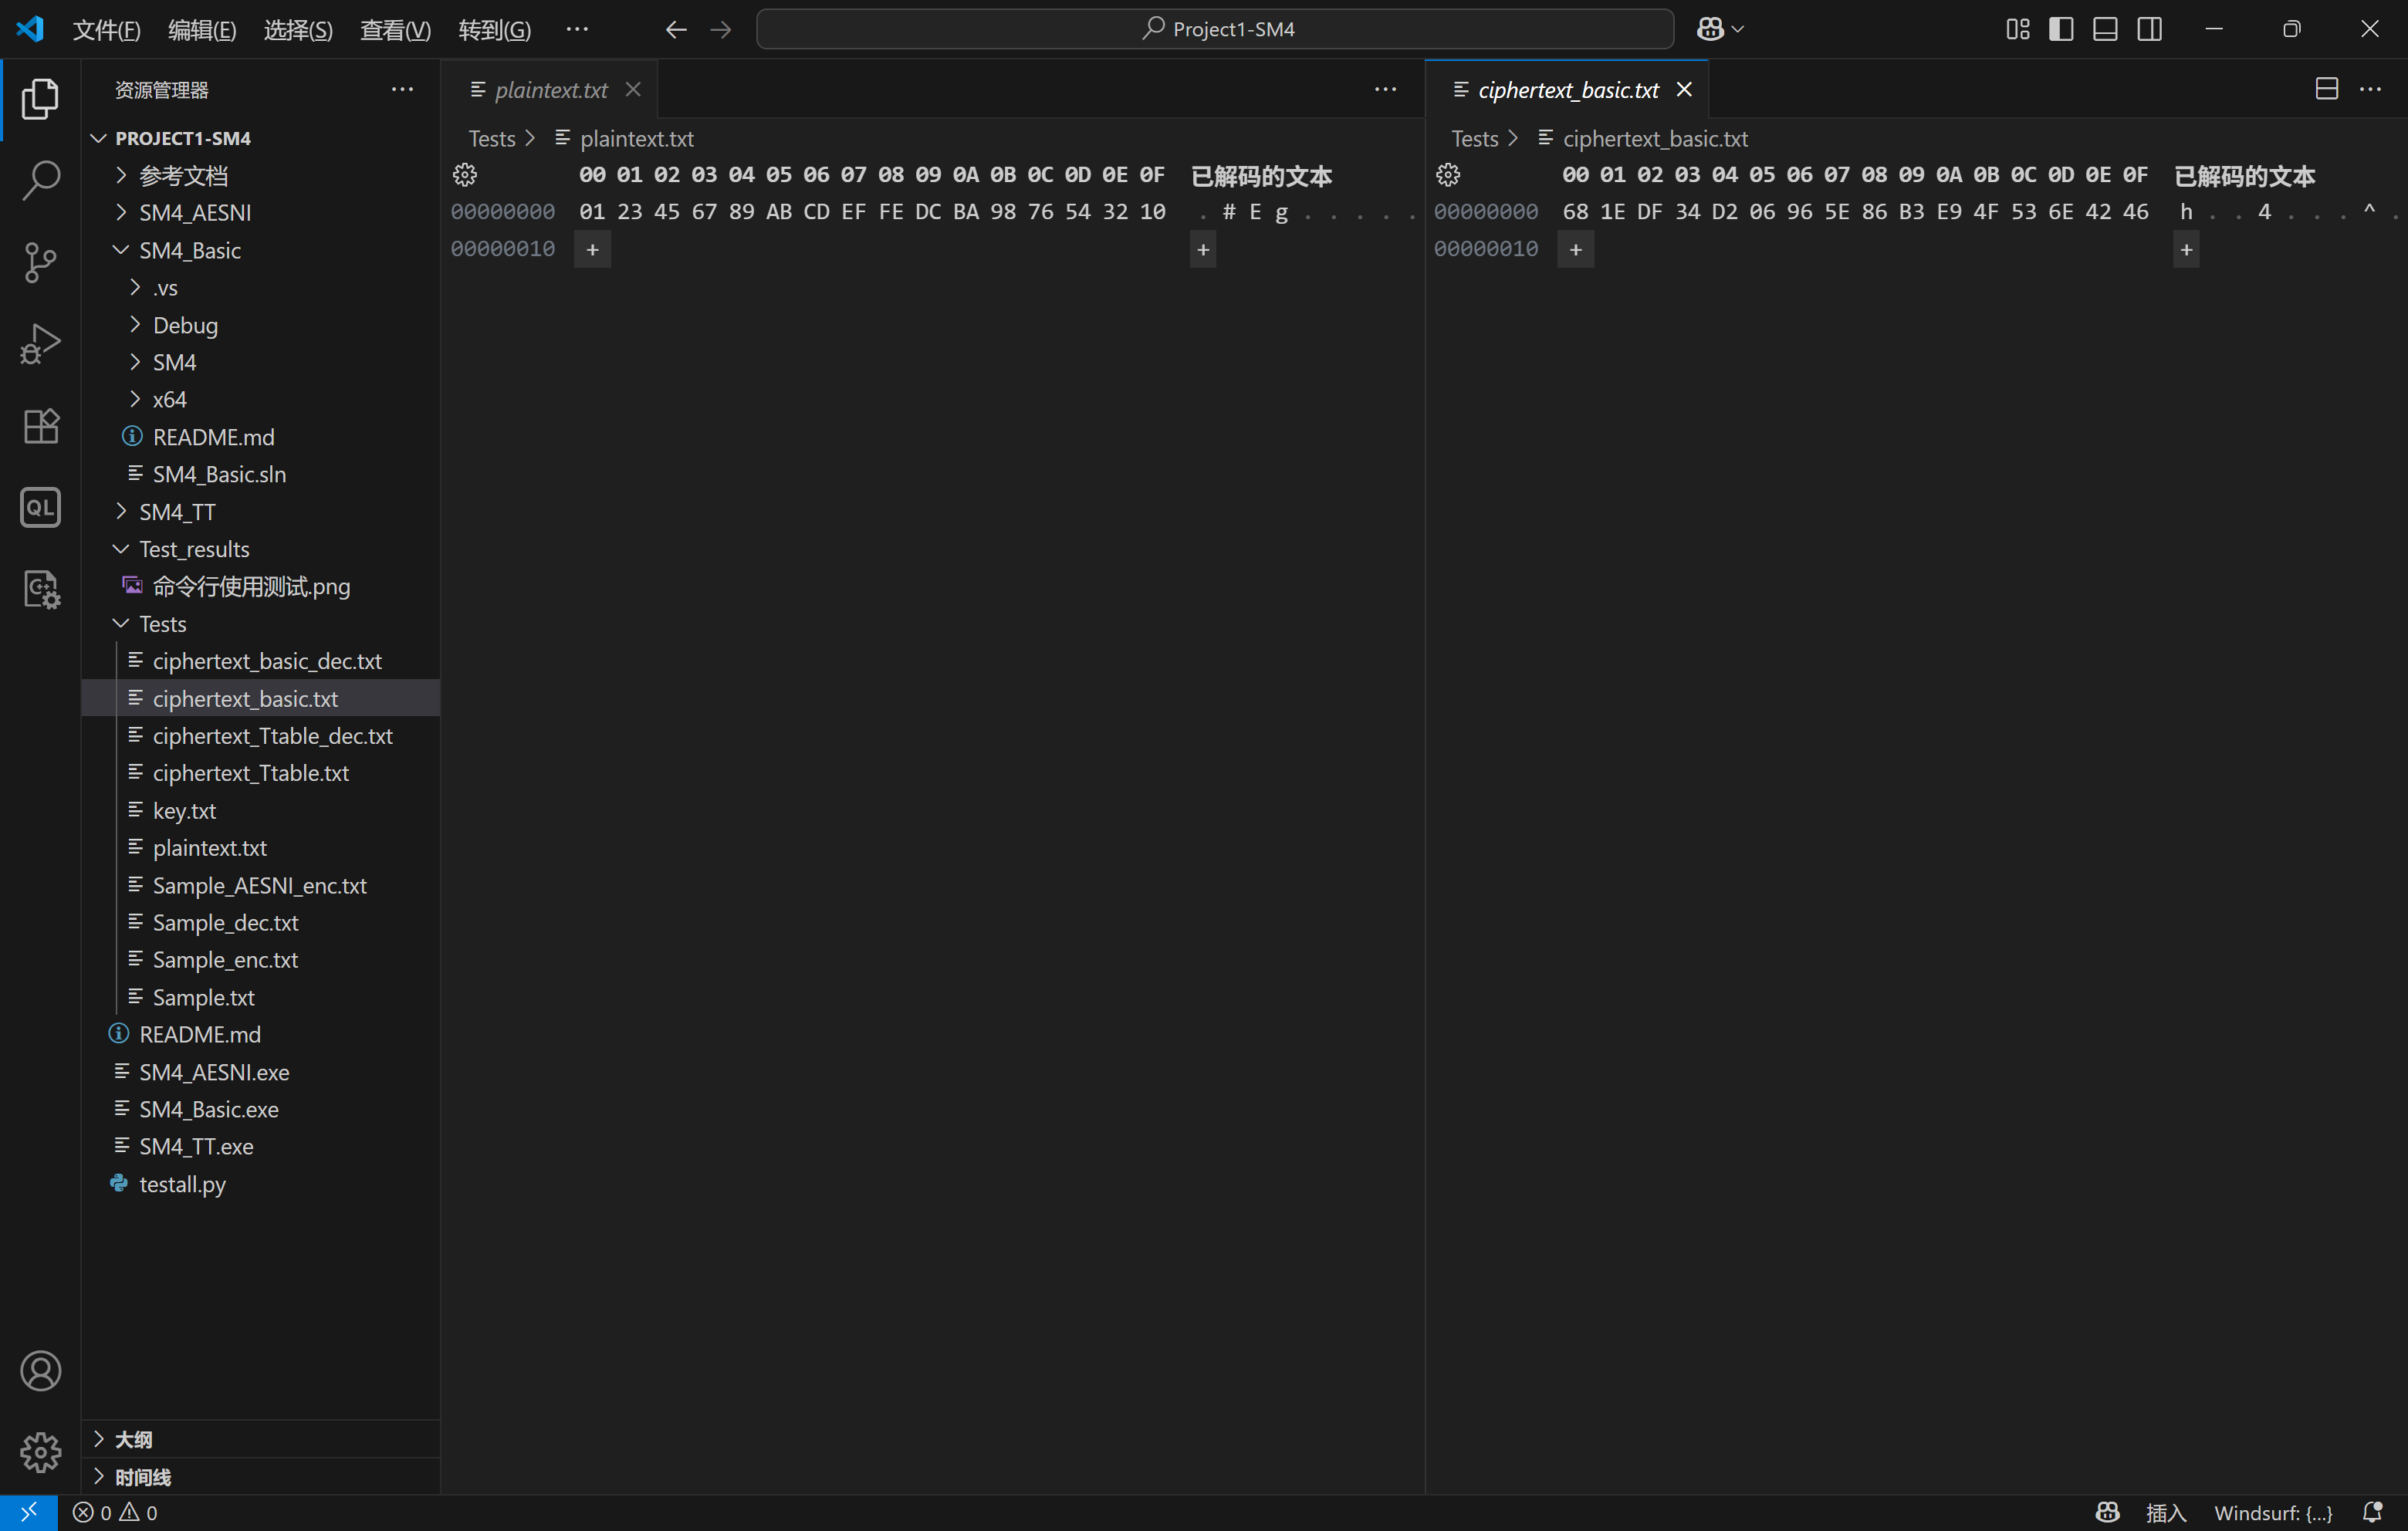 文件(F) 编辑(E) 选择(S) 查看(V) 转到(G) ··· Project1-SM4
资源管理器 ···
PROJECT1-SM4
参考文档
SM4_AESNI
SM4_Basic
.vs
Debug
SM4
x64
README.md
SM4_Basic.sln
SM4_TT
Test_results
命令行使用测试.png
Tests
ciphertext_basic_dec.txt
ciphertext_basic.txt
ciphertext_Ttable_dec.txt
ciphertext_Ttable.txt
key.txt
plaintext.txt
Sample_AESNI_enc.txt
Sample_dec.txt
Sample_enc.txt
Sample.txt
README.md
SM4_AESNI.exe
SM4_Basic.exe
SM4_TT.exe
testall.py
大纲
时间线
QL
C+
plaintext.txt ···
Tests > plaintext.txt
00 01 02 03 04 05 06 07 08 09 0A 0B 0C 0D 0E 0F 已解码的文本
00000000 01 23 45 67 89 AB CD EF FE DC BA 98 76 54 32 10 . # E g . . . . .
00000010 + +
ciphertext_basic.txt ···
Tests > ciphertext_basic.txt
00 01 02 03 04 05 06 07 08 09 0A 0B 0C 0D 0E 0F 已解码的文本
00000000 68 1E DF 34 D2 06 96 5E 86 B3 E9 4F 53 6E 42 46 h . . 4 . . . ^ .
00000010 + +
0 0 插入 Windsurf: {...}